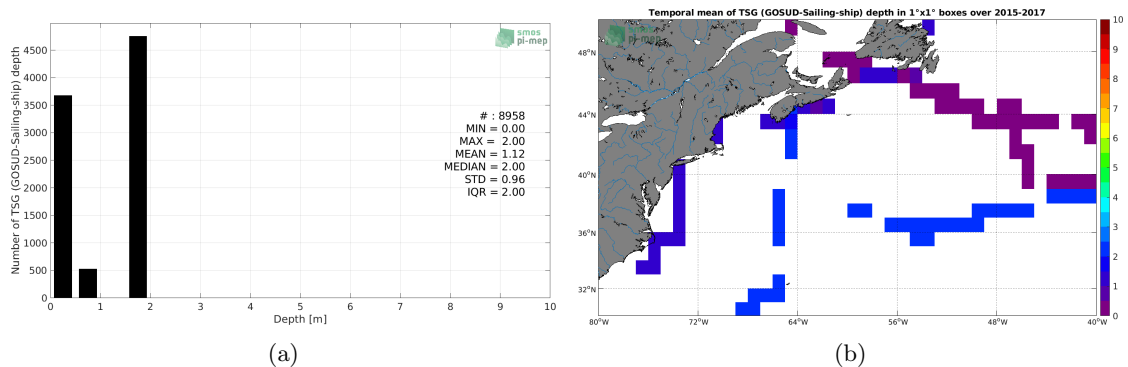 smos
pi-mep
# : 8958
MIN = 0.00
MAX = 2.00
MEAN = 1.12
MEDIAN = 2.00
STD = 0.96
IQR = 2.00
Number of TSG (GOSUD-Sailing-ship) depth
4500
4000
3500
3000
2500
2000
1500
1000
500
0
0 1 2 3 4 5 6 7 8 9 10
Depth [m]
(a)
Temporal mean of TSG (GOSUD-Sailing-ship) depth in 1°x1° boxes over 2015-2017
smos
pi-mep
48°N
44°N
40°N
36°N
32°N
80°W 72°W 64°W 56°W 48°W 40°W
10
9
8
7
6
5
4
3
2
1
0
(b)